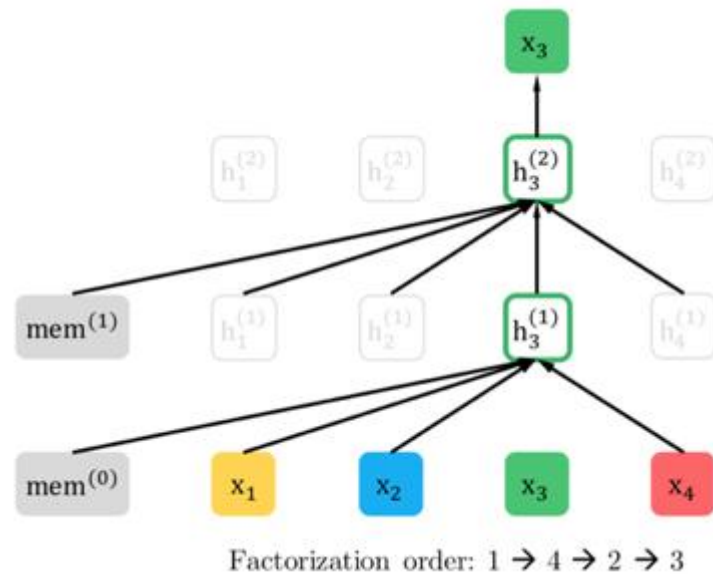 x₃
h₁⁽²⁾ h₂⁽²⁾ h₃⁽²⁾ h₄⁽²⁾
mem⁽¹⁾ h₁⁽¹⁾ h₂⁽¹⁾ h₃⁽¹⁾ h₄⁽¹⁾
mem⁽⁰⁾ x₁ x₂ x₃ x₄
Factorization order: 1 → 4 → 2 → 3